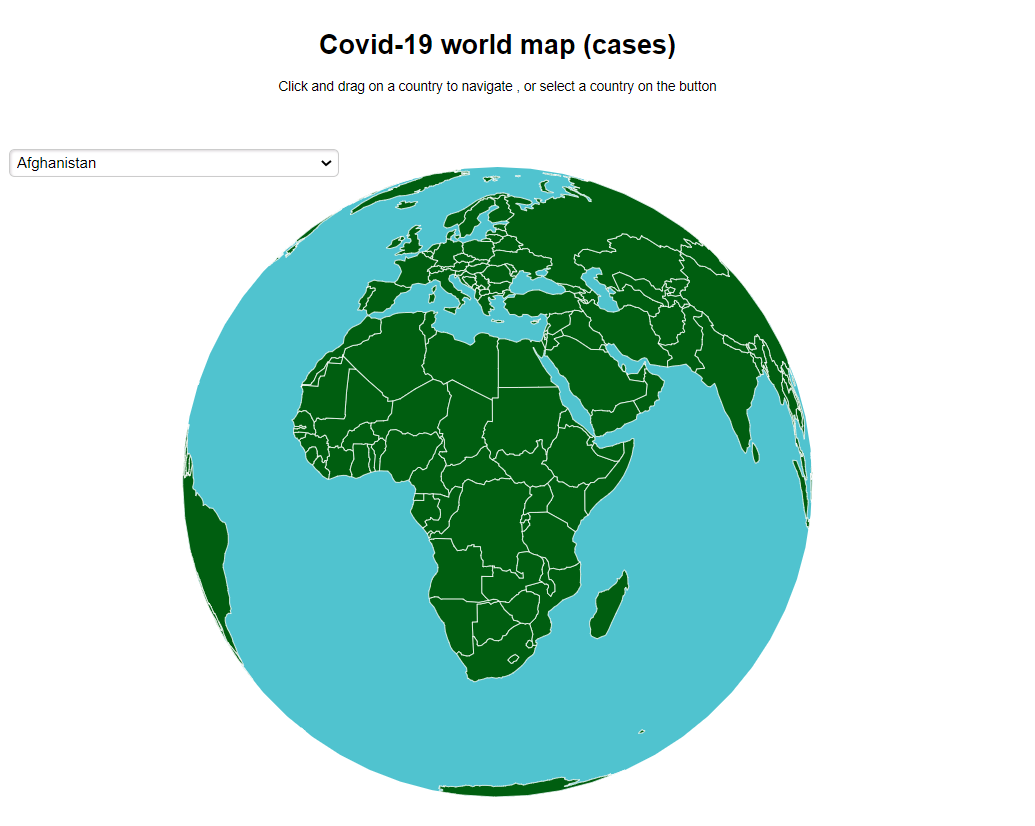 Covid-19 world map (cases)
Click and drag on a country to navigate , or select a country on the button
Afghanistan